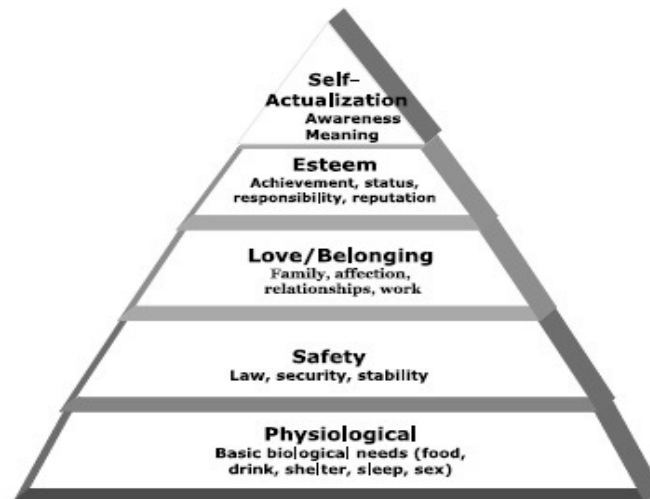 Self–
Actualization
Awareness
Meaning
Esteem
Achievement, status,
responsibility, reputation
Love/Belonging
Family, affection,
relationships, work
Safety
Law, security, stability
Physiological
Basic biological needs (food,
drink, shelter, sleep, sex)